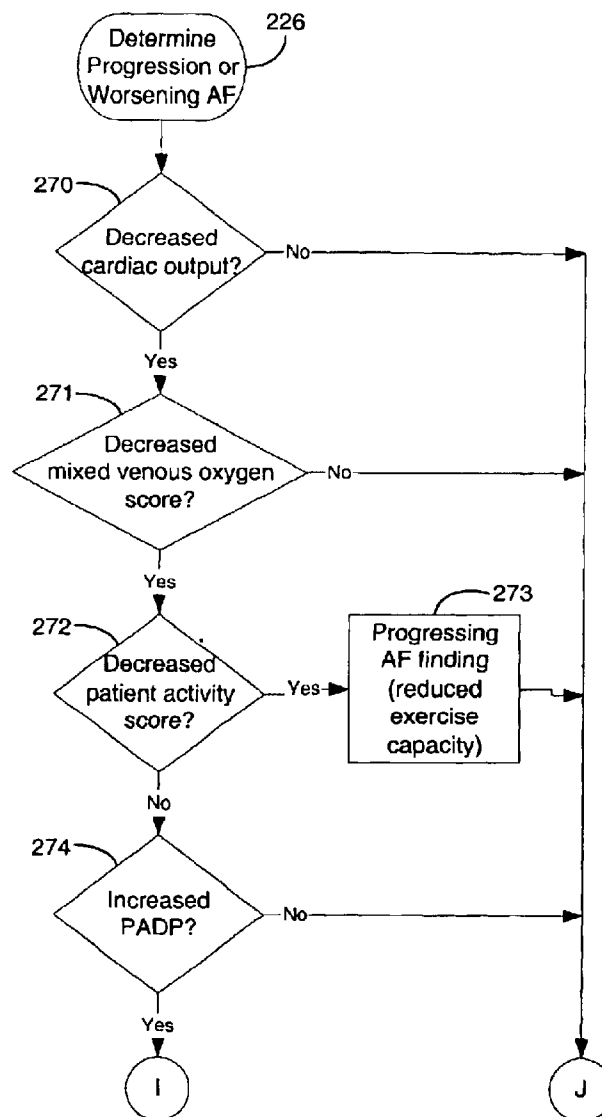 Determine
Progression or
Worsening AF
226
270
Decreased
cardiac output?
No
Yes
271
Decreased
mixed venous oxygen
score?
No
Yes
272
Decreased
patient activity
score?
Yes
273
Progressing
AF finding
(reduced
exercise
capacity)
No
274
Increased
PADP?
No
Yes
I
J